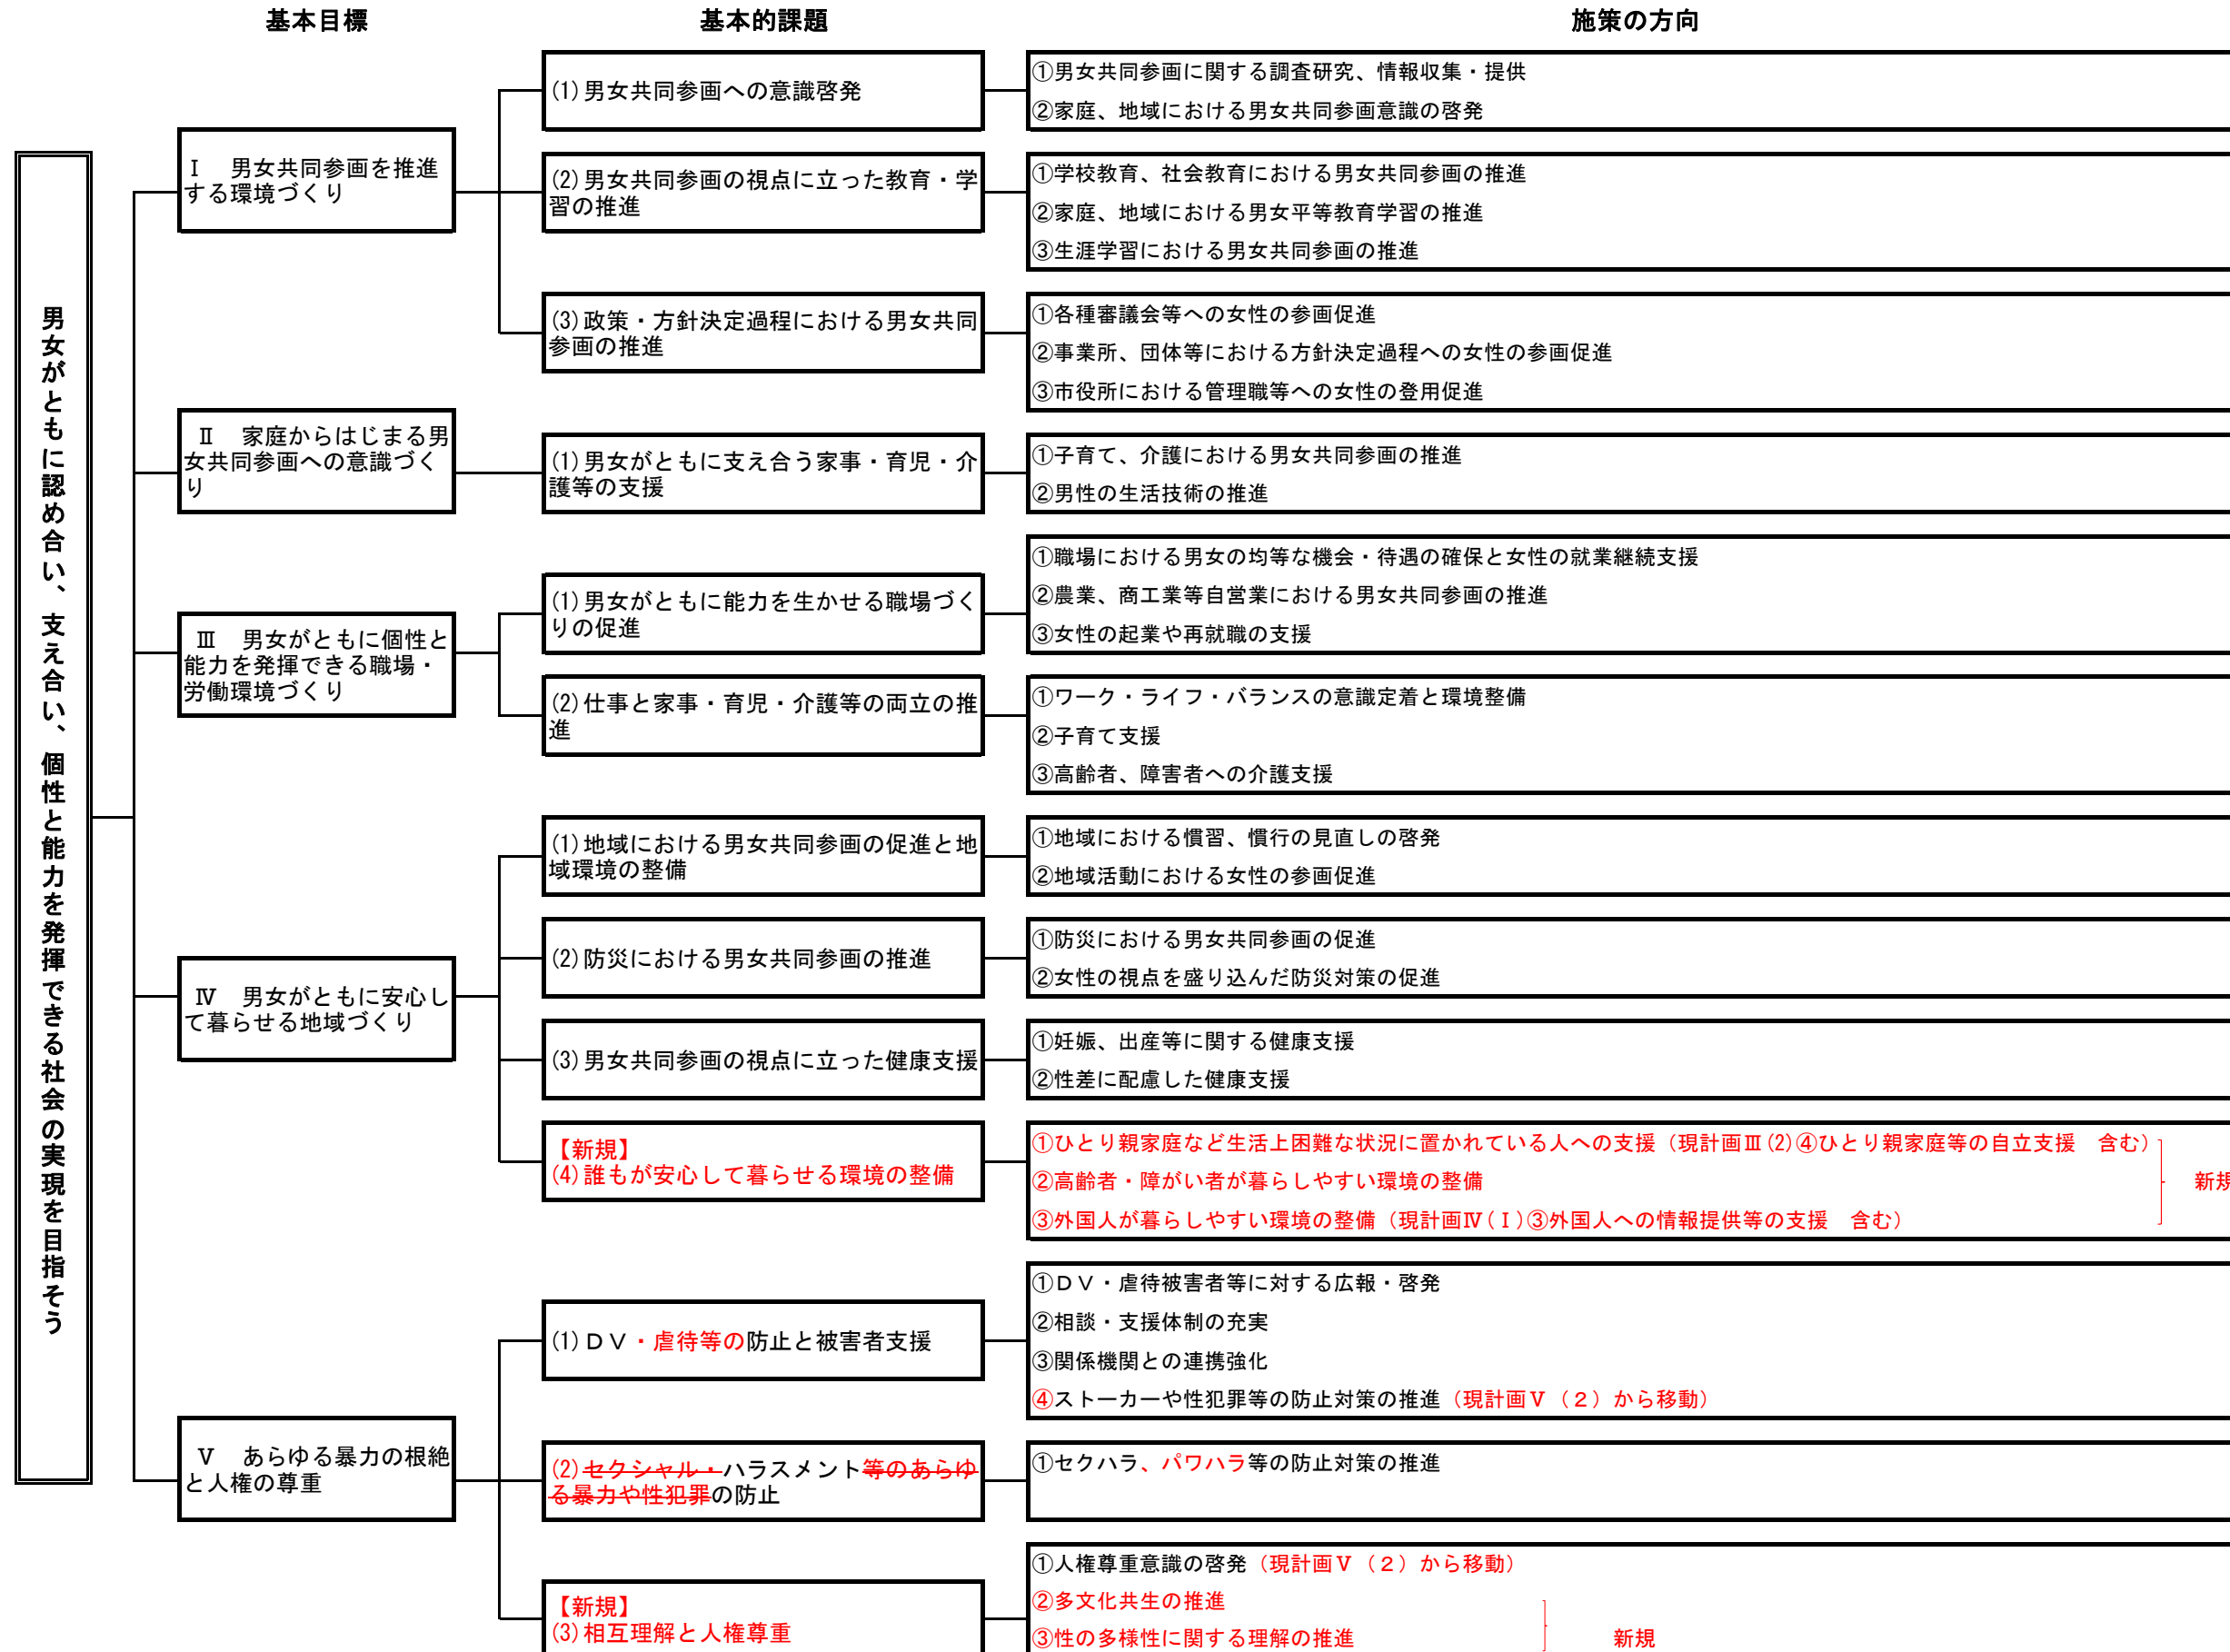 基本目標
基本的課題
施策の方向
男女がともに認め合い、支え合い、個性と能力を発揮できる社会の実現を目指そう
Ⅰ　男女共同参画を推進
する環境づくり
(1)男女共同参画への意識啓発
①男女共同参画に関する調査研究、情報収集・提供
②家庭、地域における男女共同参画意識の啓発
(2)男女共同参画の視点に立った教育・学
習の推進
①学校教育、社会教育における男女共同参画の推進
②家庭、地域における男女平等教育学習の推進
③生涯学習における男女共同参画の推進
(3)政策・方針決定過程における男女共同
参画の推進
①各種審議会等への女性の参画促進
②事業所、団体等における方針決定過程への女性の参画促進
③市役所における管理職等への女性の登用促進
Ⅱ　家庭からはじまる男
女共同参画への意識づく
り
(1)男女がともに支え合う家事・育児・介
護等の支援
①子育て、介護における男女共同参画の推進
②男性の生活技術の推進
Ⅲ　男女がともに個性と
能力を発揮できる職場・
労働環境づくり
(1)男女がともに能力を生かせる職場づく
りの促進
①職場における男女の均等な機会・待遇の確保と女性の就業継続支援
②農業、商工業等自営業における男女共同参画の推進
③女性の起業や再就職の支援
(2)仕事と家事・育児・介護等の両立の推
進
①ワーク・ライフ・バランスの意識定着と環境整備
②子育て支援
③高齢者、障害者への介護支援
Ⅳ　男女がともに安心し
て暮らせる地域づくり
(1)地域における男女共同参画の促進と地
域環境の整備
①地域における慣習、慣行の見直しの啓発
②地域活動における女性の参画促進
(2)防災における男女共同参画の推進
①防災における男女共同参画の促進
②女性の視点を盛り込んだ防災対策の促進
(3)男女共同参画の視点に立った健康支援
①妊娠、出産等に関する健康支援
②性差に配慮した健康支援
【新規】
(4)誰もが安心して暮らせる環境の整備
①ひとり親家庭など生活上困難な状況に置かれている人への支援（現計画Ⅲ(2)④ひとり親家庭等の自立支援　含む）
②高齢者・障がい者が暮らしやすい環境の整備
③外国人が暮らしやすい環境の整備（現計画Ⅳ(Ⅰ)③外国人への情報提供等の支援　含む）
新規
Ⅴ　あらゆる暴力の根絶
と人権の尊重
(1)ＤＶ・虐待等の防止と被害者支援
①ＤＶ・虐待被害者等に対する広報・啓発
②相談・支援体制の充実
③関係機関との連携強化
④ストーカーや性犯罪等の防止対策の推進（現計画Ⅴ（２）から移動）
(2)セクシャル・ハラスメント等のあらゆ
る暴力や性犯罪の防止
①セクハラ、パワハラ等の防止対策の推進
【新規】
(3)相互理解と人権尊重
①人権尊重意識の啓発（現計画Ⅴ（２）から移動）
②多文化共生の推進
③性の多様性に関する理解の推進
新規